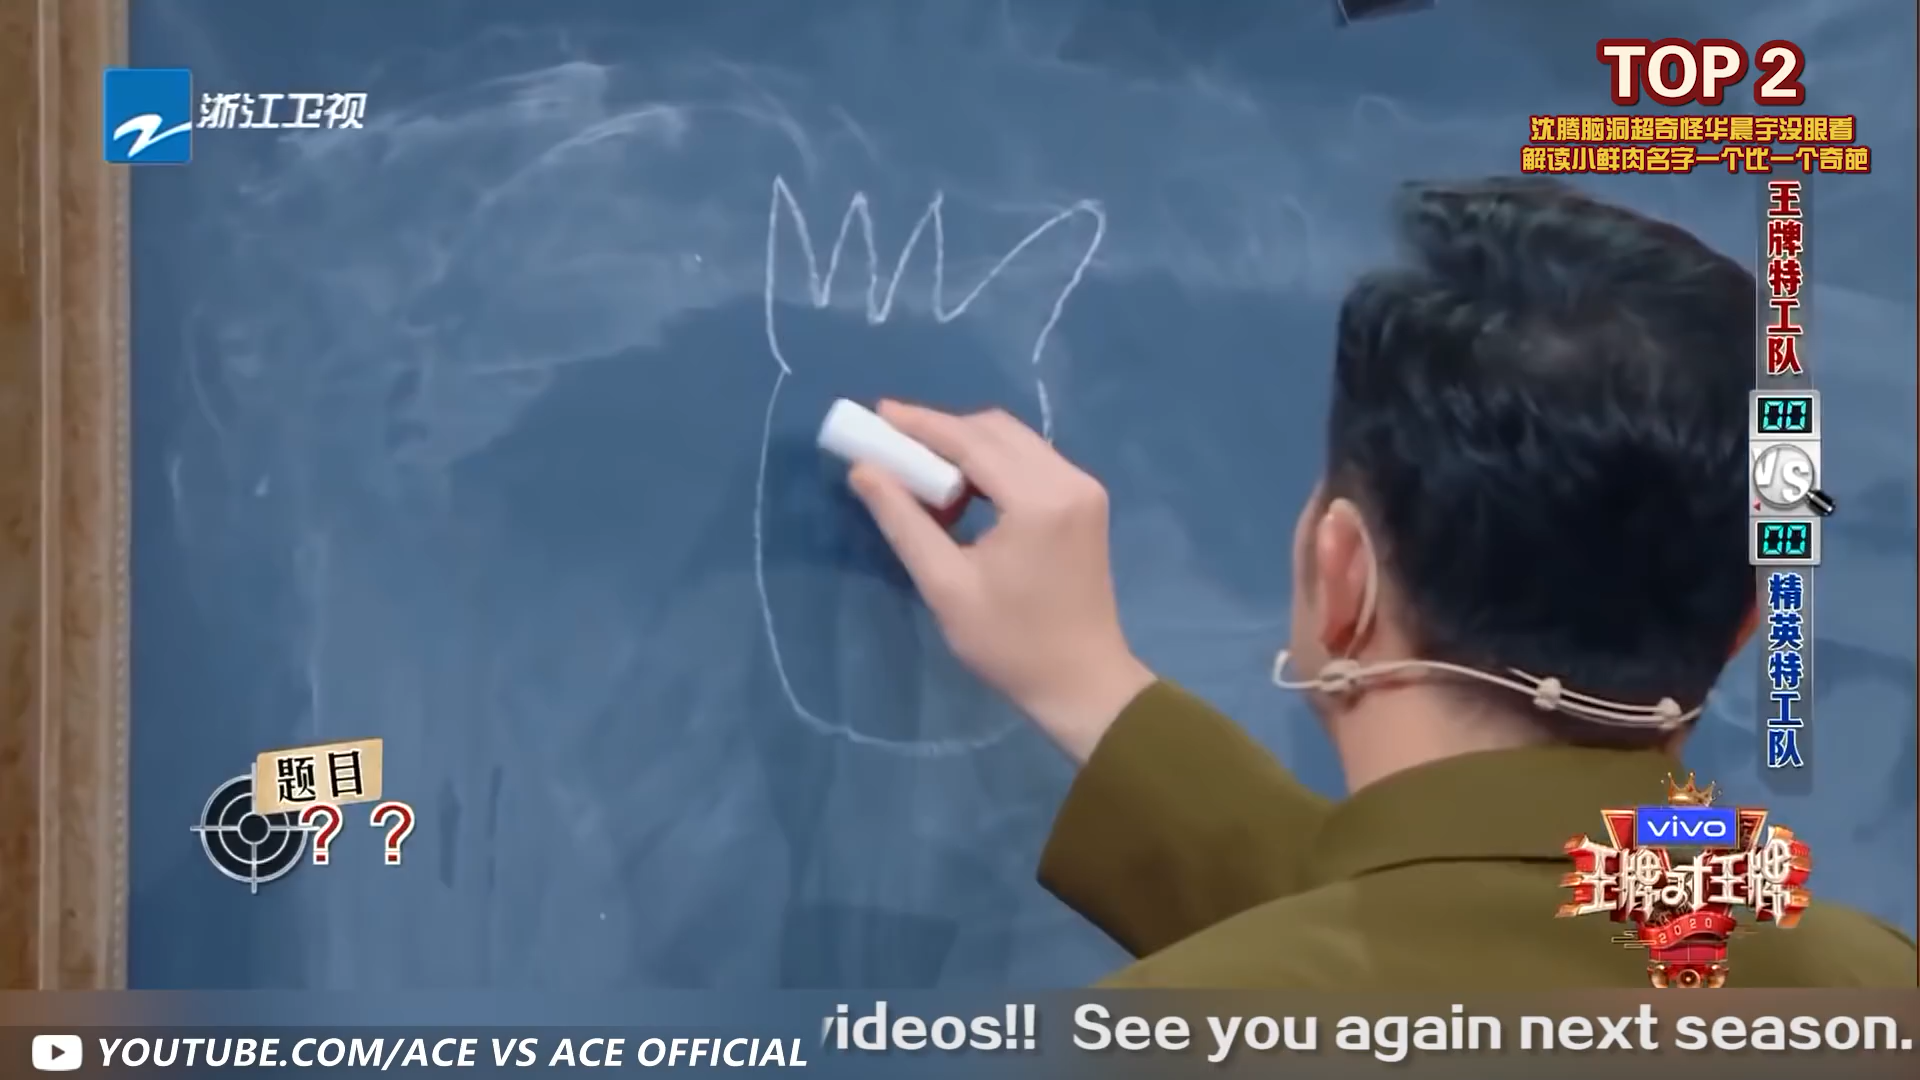 浙江卫视
TOP 2
沈腾脑洞超奇怪华晨宇没眼看
解读小鲜肉名字一个比一个奇葩
王牌特工队
00
VS
00
精英特工队
题目
? ?
vivo
王牌对王牌
2020
videos!! See you again next season.
YOUTUBE.COM/ACE VS ACE OFFICIAL